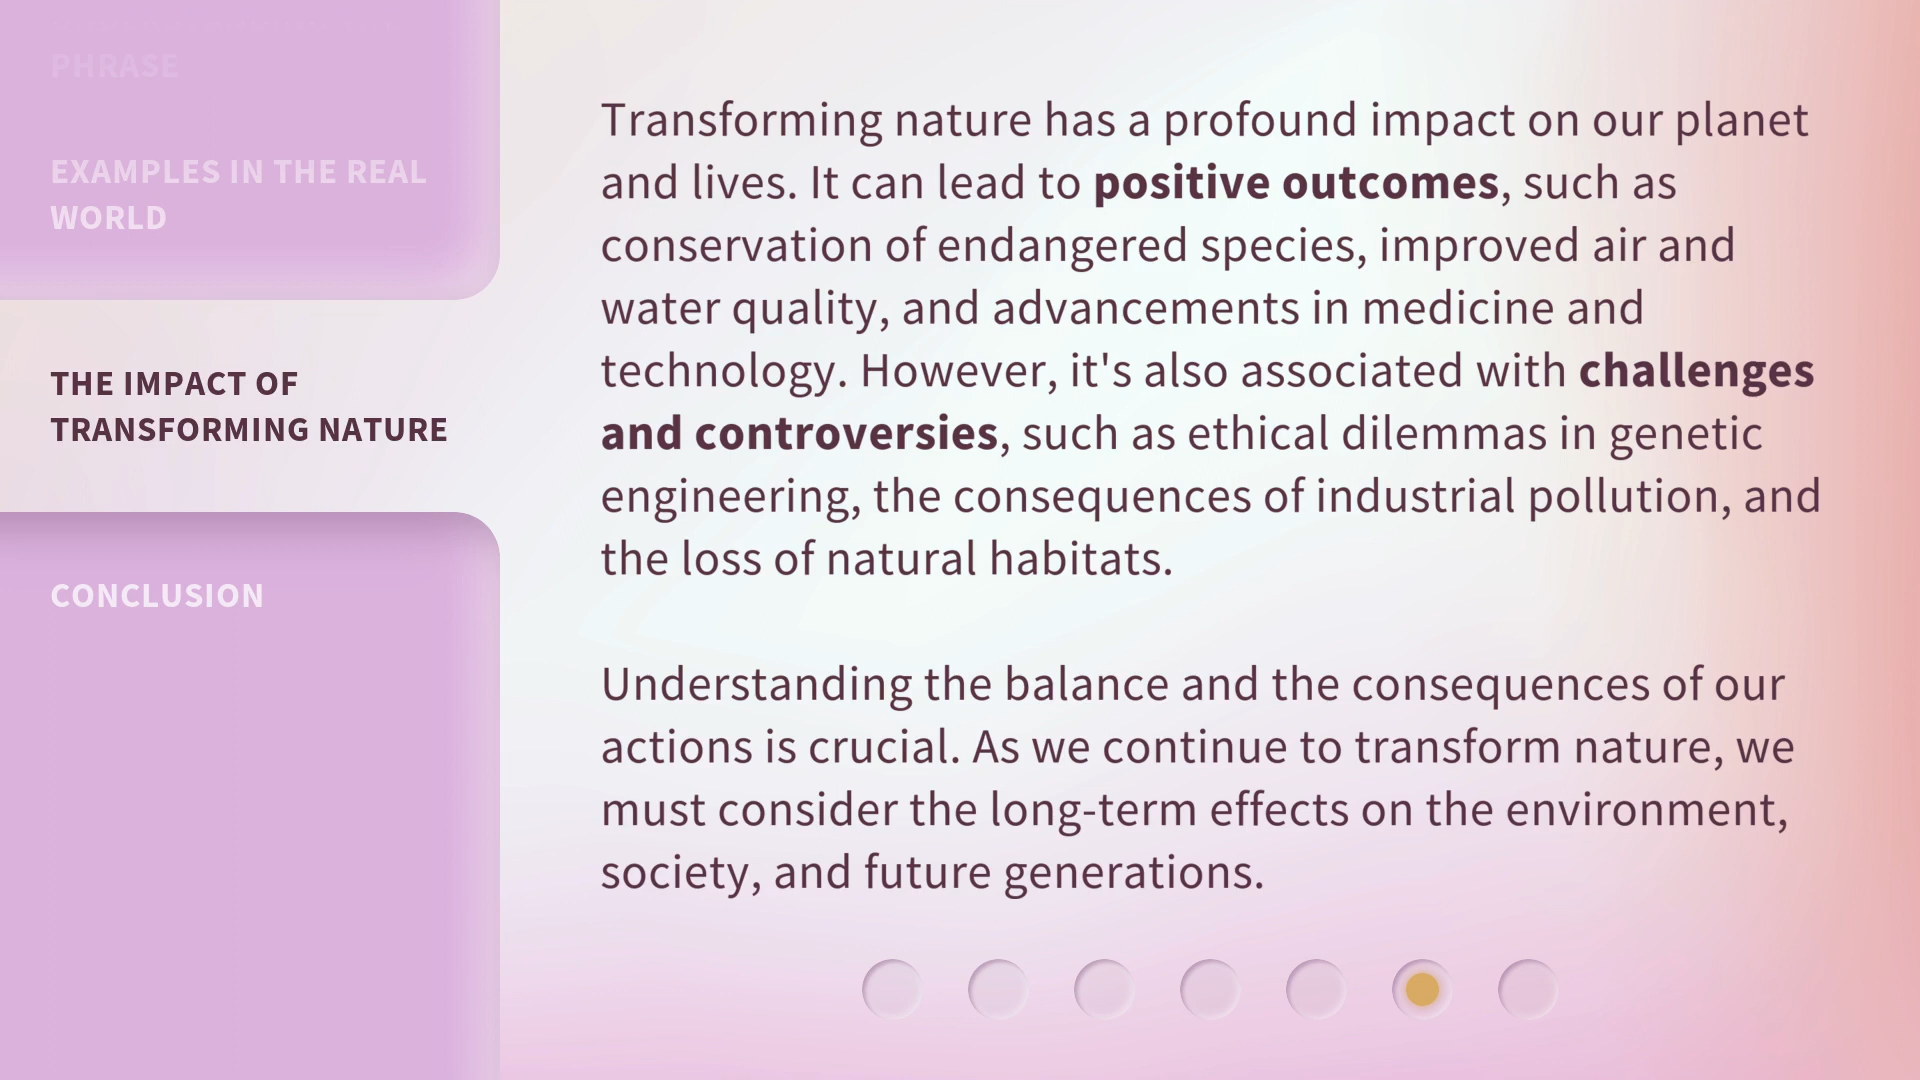 PHRASE
EXAMPLES IN THE REAL
WORLD
THE IMPACT OF
TRANSFORMING NATURE
CONCLUSION
Transforming nature has a profound impact on our planet
and lives. It can lead to positive outcomes, such as
conservation of endangered species, improved air and
water quality, and advancements in medicine and
technology. However, it's also associated with challenges
and controversies, such as ethical dilemmas in genetic
engineering, the consequences of industrial pollution, and
the loss of natural habitats.
Understanding the balance and the consequences of our
actions is crucial. As we continue to transform nature, we
must consider the long-term effects on the environment,
society, and future generations.